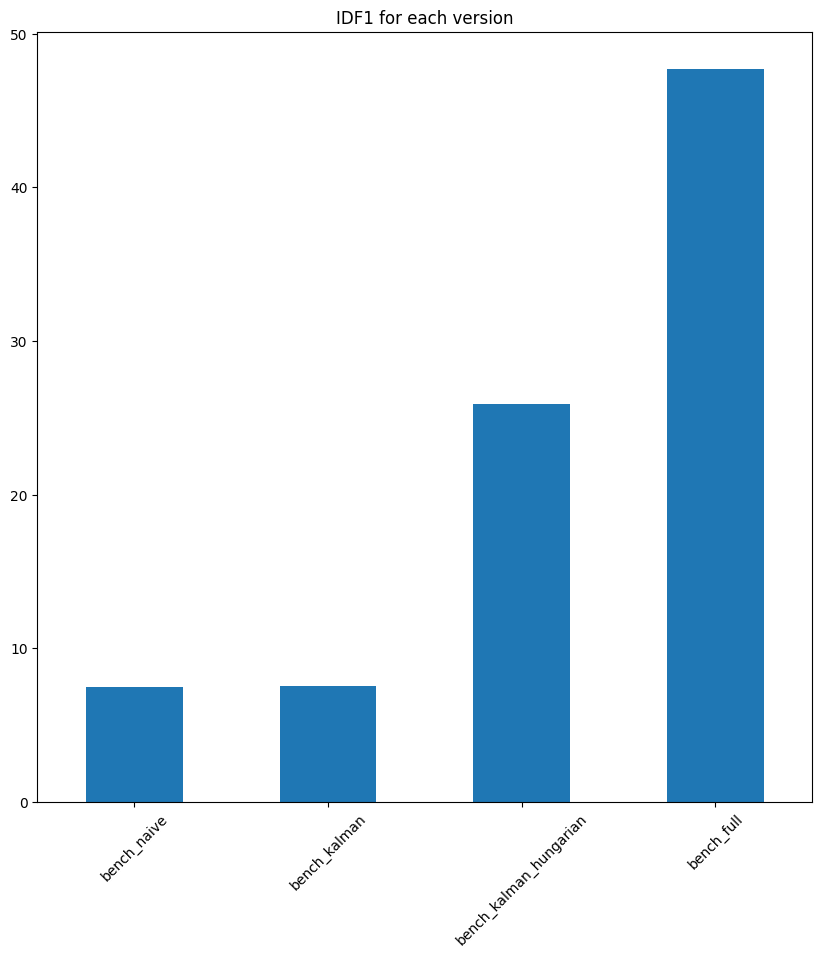 IDF1 for each version
50
40
30
20
10
0
bench_naive
bench_kalman
bench_kalman_hungarian
bench_full